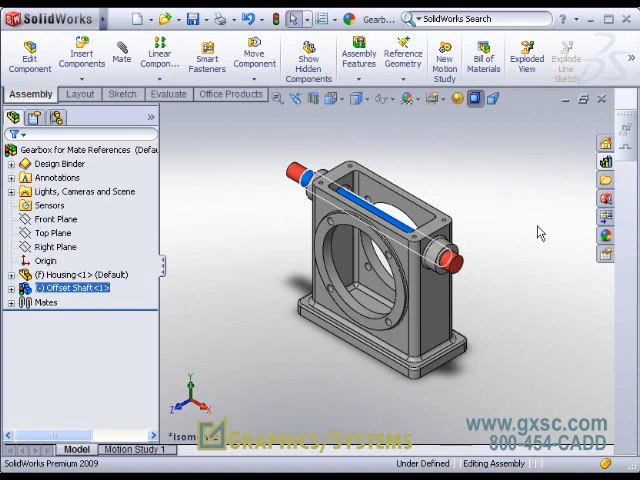 SolidWorks
Gearb...
SolidWorks Search
Edit Component
Insert Components
Mate
Linear Compon...
Smart Fasteners
Move Component
Show Hidden Components
Assembly Features
Reference Geometry
New Motion Study
Bill of Materials
Exploded View
Explode Line Sketch
Assembly
Layout
Sketch
Evaluate
Office Products
Gearbox for Mate References (Defau
Design Binder
Annotations
Lights, Cameras and Scene
Sensors
Front Plane
Top Plane
Right Plane
Origin
(f) Housing<1> (Default)
(-) Offset Shaft<1>
Mates
Y
Z
X
*Isom
GRAPHICS/SYSTEMS
www.gxsc.com
800-454-CADD
Model
Motion Study 1
SolidWorks Premium 2009
Under Defined
Editing Assembly